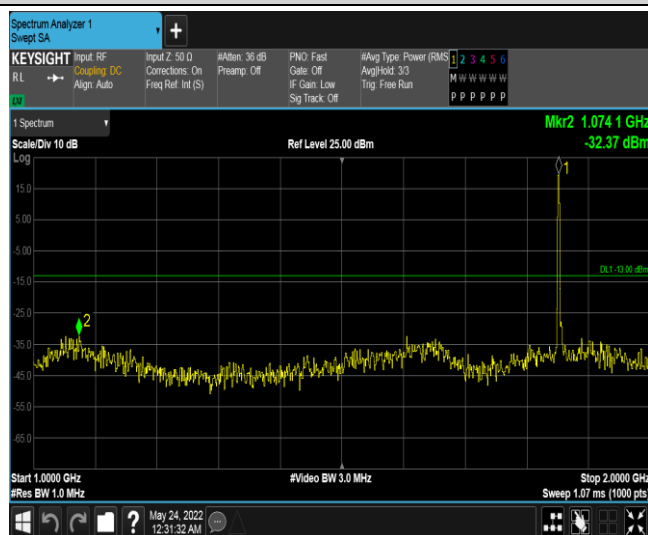 Spectrum Analyzer 1
Swept SA
KEYSIGHT
RL
LXI
Input: RF
Coupling: DC
Align: Auto
Input Z: 50 Ω
Corrections: On
Freq Ref: Int (S)
#Atten: 36 dB
Preamp: Off
PNO: Fast
Gate: Off
IF Gain: Low
Sig Track: Off
#Avg Type: Power (RMS
Avg|Hold: 3/3
Trig: Free Run
1 2 3 4 5 6
M W W W W W
P P P P P P
1 Spectrum
Mkr2 1.074 1 GHz
Scale/Div 10 dB
Ref Level 25.00 dBm
-32.37 dBm
Log
1
15.0
5.00
-5.00
DL1 -13.00 dBm
-15.0
-25.0
2
-35.0
-45.0
-55.0
-65.0
Start 1.0000 GHz
#Video BW 3.0 MHz
Stop 2.0000 GHz
#Res BW 1.0 MHz
Sweep 1.07 ms (1000 pts)
?
May 24, 2022
12:31:32 AM